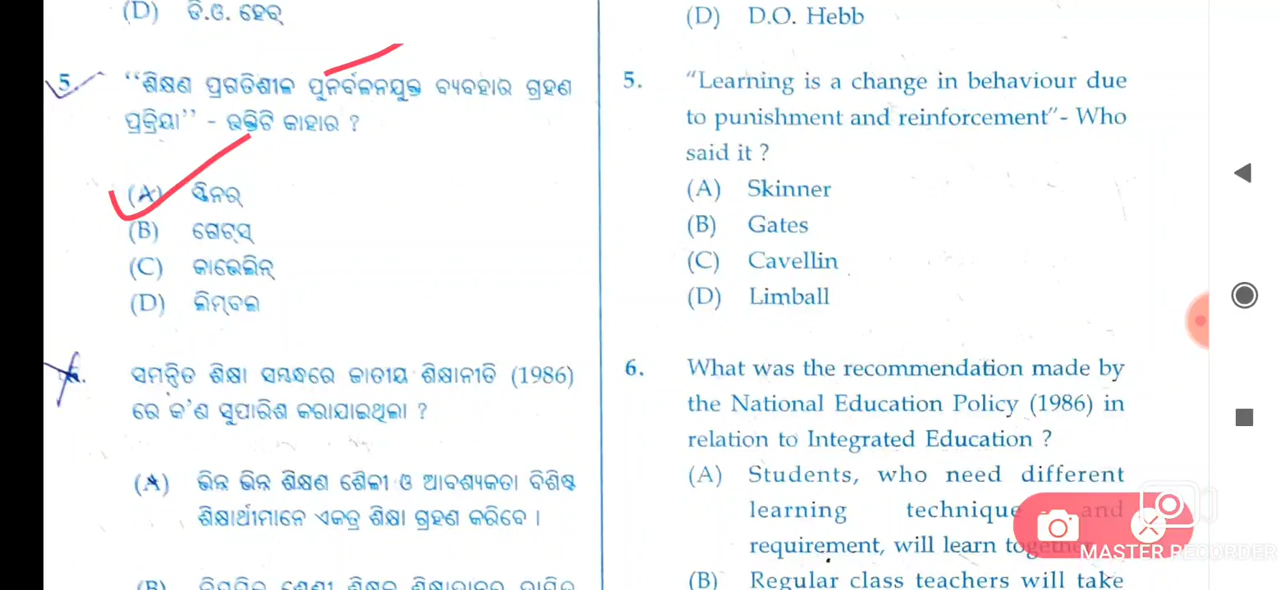 (D) ଡି.ଓ. ହେବ୍
5. “ଶିକ୍ଷଣ ପ୍ରଗତିଶୀଳ ପୁନର୍ବଳନଯୁକ୍ତ ବ୍ୟବହାର ଗ୍ରହଣ
ପ୍ରକ୍ରିୟା” - ଉକ୍ତିଟି କାହାର ?
(A) ସ୍କିନର୍
(B) ଗେଟ୍ସ୍
(C) କାଭେଲିନ୍
(D) ଲିମ୍ବଲ
ସମନ୍ୱିତ ଶିକ୍ଷା ସମ୍ବନ୍ଧରେ ଜାତୀୟ ଶିକ୍ଷାନୀତି (1986)
ରେ କ'ଣ ସୁପାରିଶ କରାଯାଇଥିଲା ?
(A) ଭିନ୍ନ ଭିନ୍ନ ଶିକ୍ଷଣ ଶୈଳୀ ଓ ଆବଶ୍ୟକତା ବିଶିଷ୍ଟ
ଶିକ୍ଷାର୍ଥୀମାନେ ଏକତ୍ର ଶିକ୍ଷା ଗ୍ରହଣ କରିବେ ।
(B)
(D) D.O. Hebb
5. “Learning is a change in behaviour due
to punishment and reinforcement”- Who
said it ?
(A) Skinner
(B) Gates
(C) Cavellin
(D) Limball
6. What was the recommendation made by
the National Education Policy (1986) in
relation to Integrated Education ?
(A) Students, who need different
learning technique and
requirement, will learn together
(B) Regular class teachers will take
MASTER RECORDER